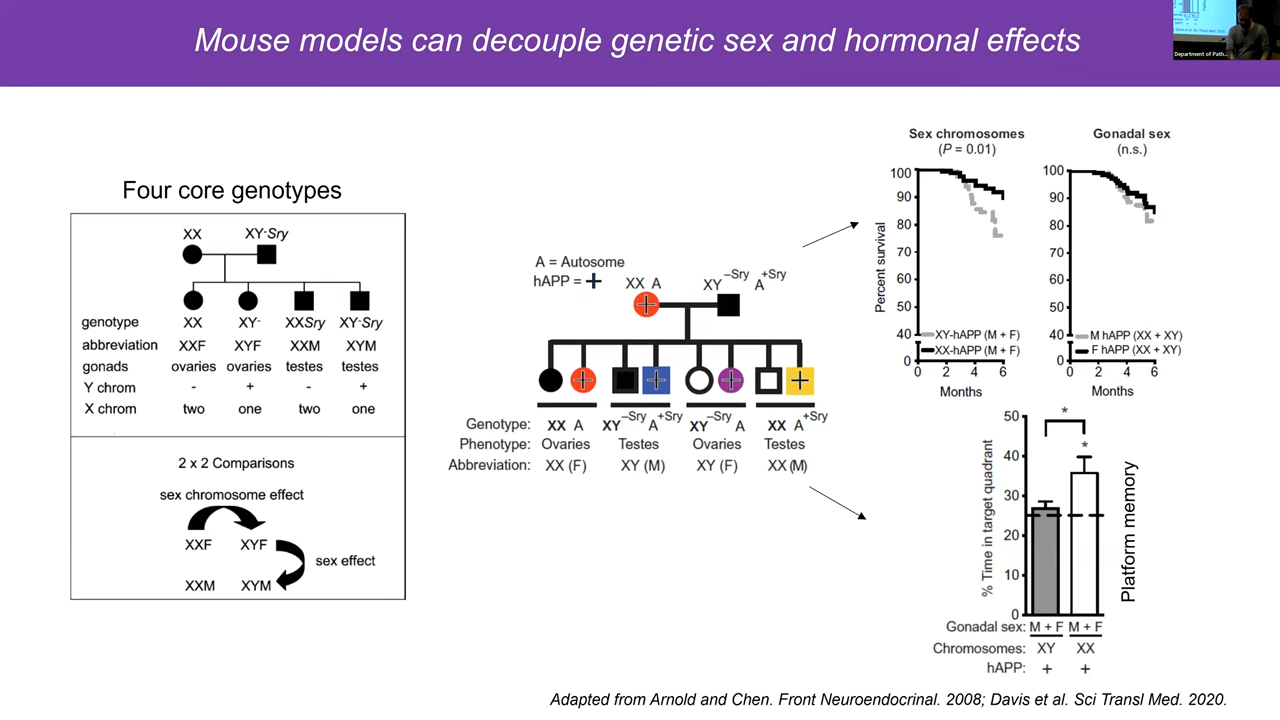 Mouse models can decouple genetic sex and hormonal effects
Department of Path...
Four core genotypes
XX XY-Sry
genotype XX XY- XXSry XY-Sry
abbreviation XXF XYF XXM XYM
gonads ovaries ovaries testes testes
Y chrom - + - +
X chrom two one two one
2 x 2 Comparisons
sex chromosome effect
XXF XYF
sex effect
XXM XYM
A = Autosome
hAPP = +
XX A XY–Sry A+Sry
Genotype: XX A XY–Sry A+Sry XY–Sry A XX A+Sry
Phenotype: Ovaries Testes Ovaries Testes
Abbreviation: XX (F) XY (M) XY (F) XX (M)
Sex chromosomes
(P = 0.01)
Percent survival
100
90
80
70
60
50
40
0
XY-hAPP (M + F)
XX-hAPP (M + F)
0 2 4 6
Months
Gonadal sex
(n.s.)
100
90
80
70
60
50
40
0
M hAPP (XX + XY)
F hAPP (XX + XY)
0 2 4 6
Months
% Time in target quadrant
50
40
30
20
10
0
*
*
Platform memory
Gonadal sex: M + F M + F
Chromosomes: XY XX
hAPP: + +
Adapted from Arnold and Chen. Front Neuroendocrinal. 2008; Davis et al. Sci Transl Med. 2020.